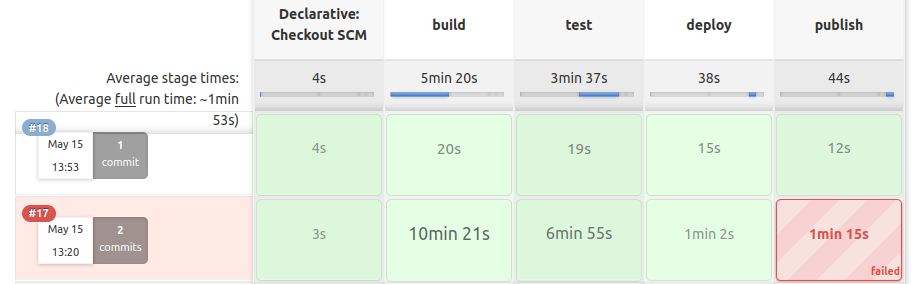 Declarative:
Checkout SCM
build
test
deploy
publish
Average stage times:
(Average full run time: ~1min
53s)
4s
5min 20s
3min 37s
38s
44s
#18
May 15
13:53
1
commit
4s
20s
19s
15s
12s
#17
May 15
13:20
2
commits
3s
10min 21s
6min 55s
1min 2s
1min 15s
failed